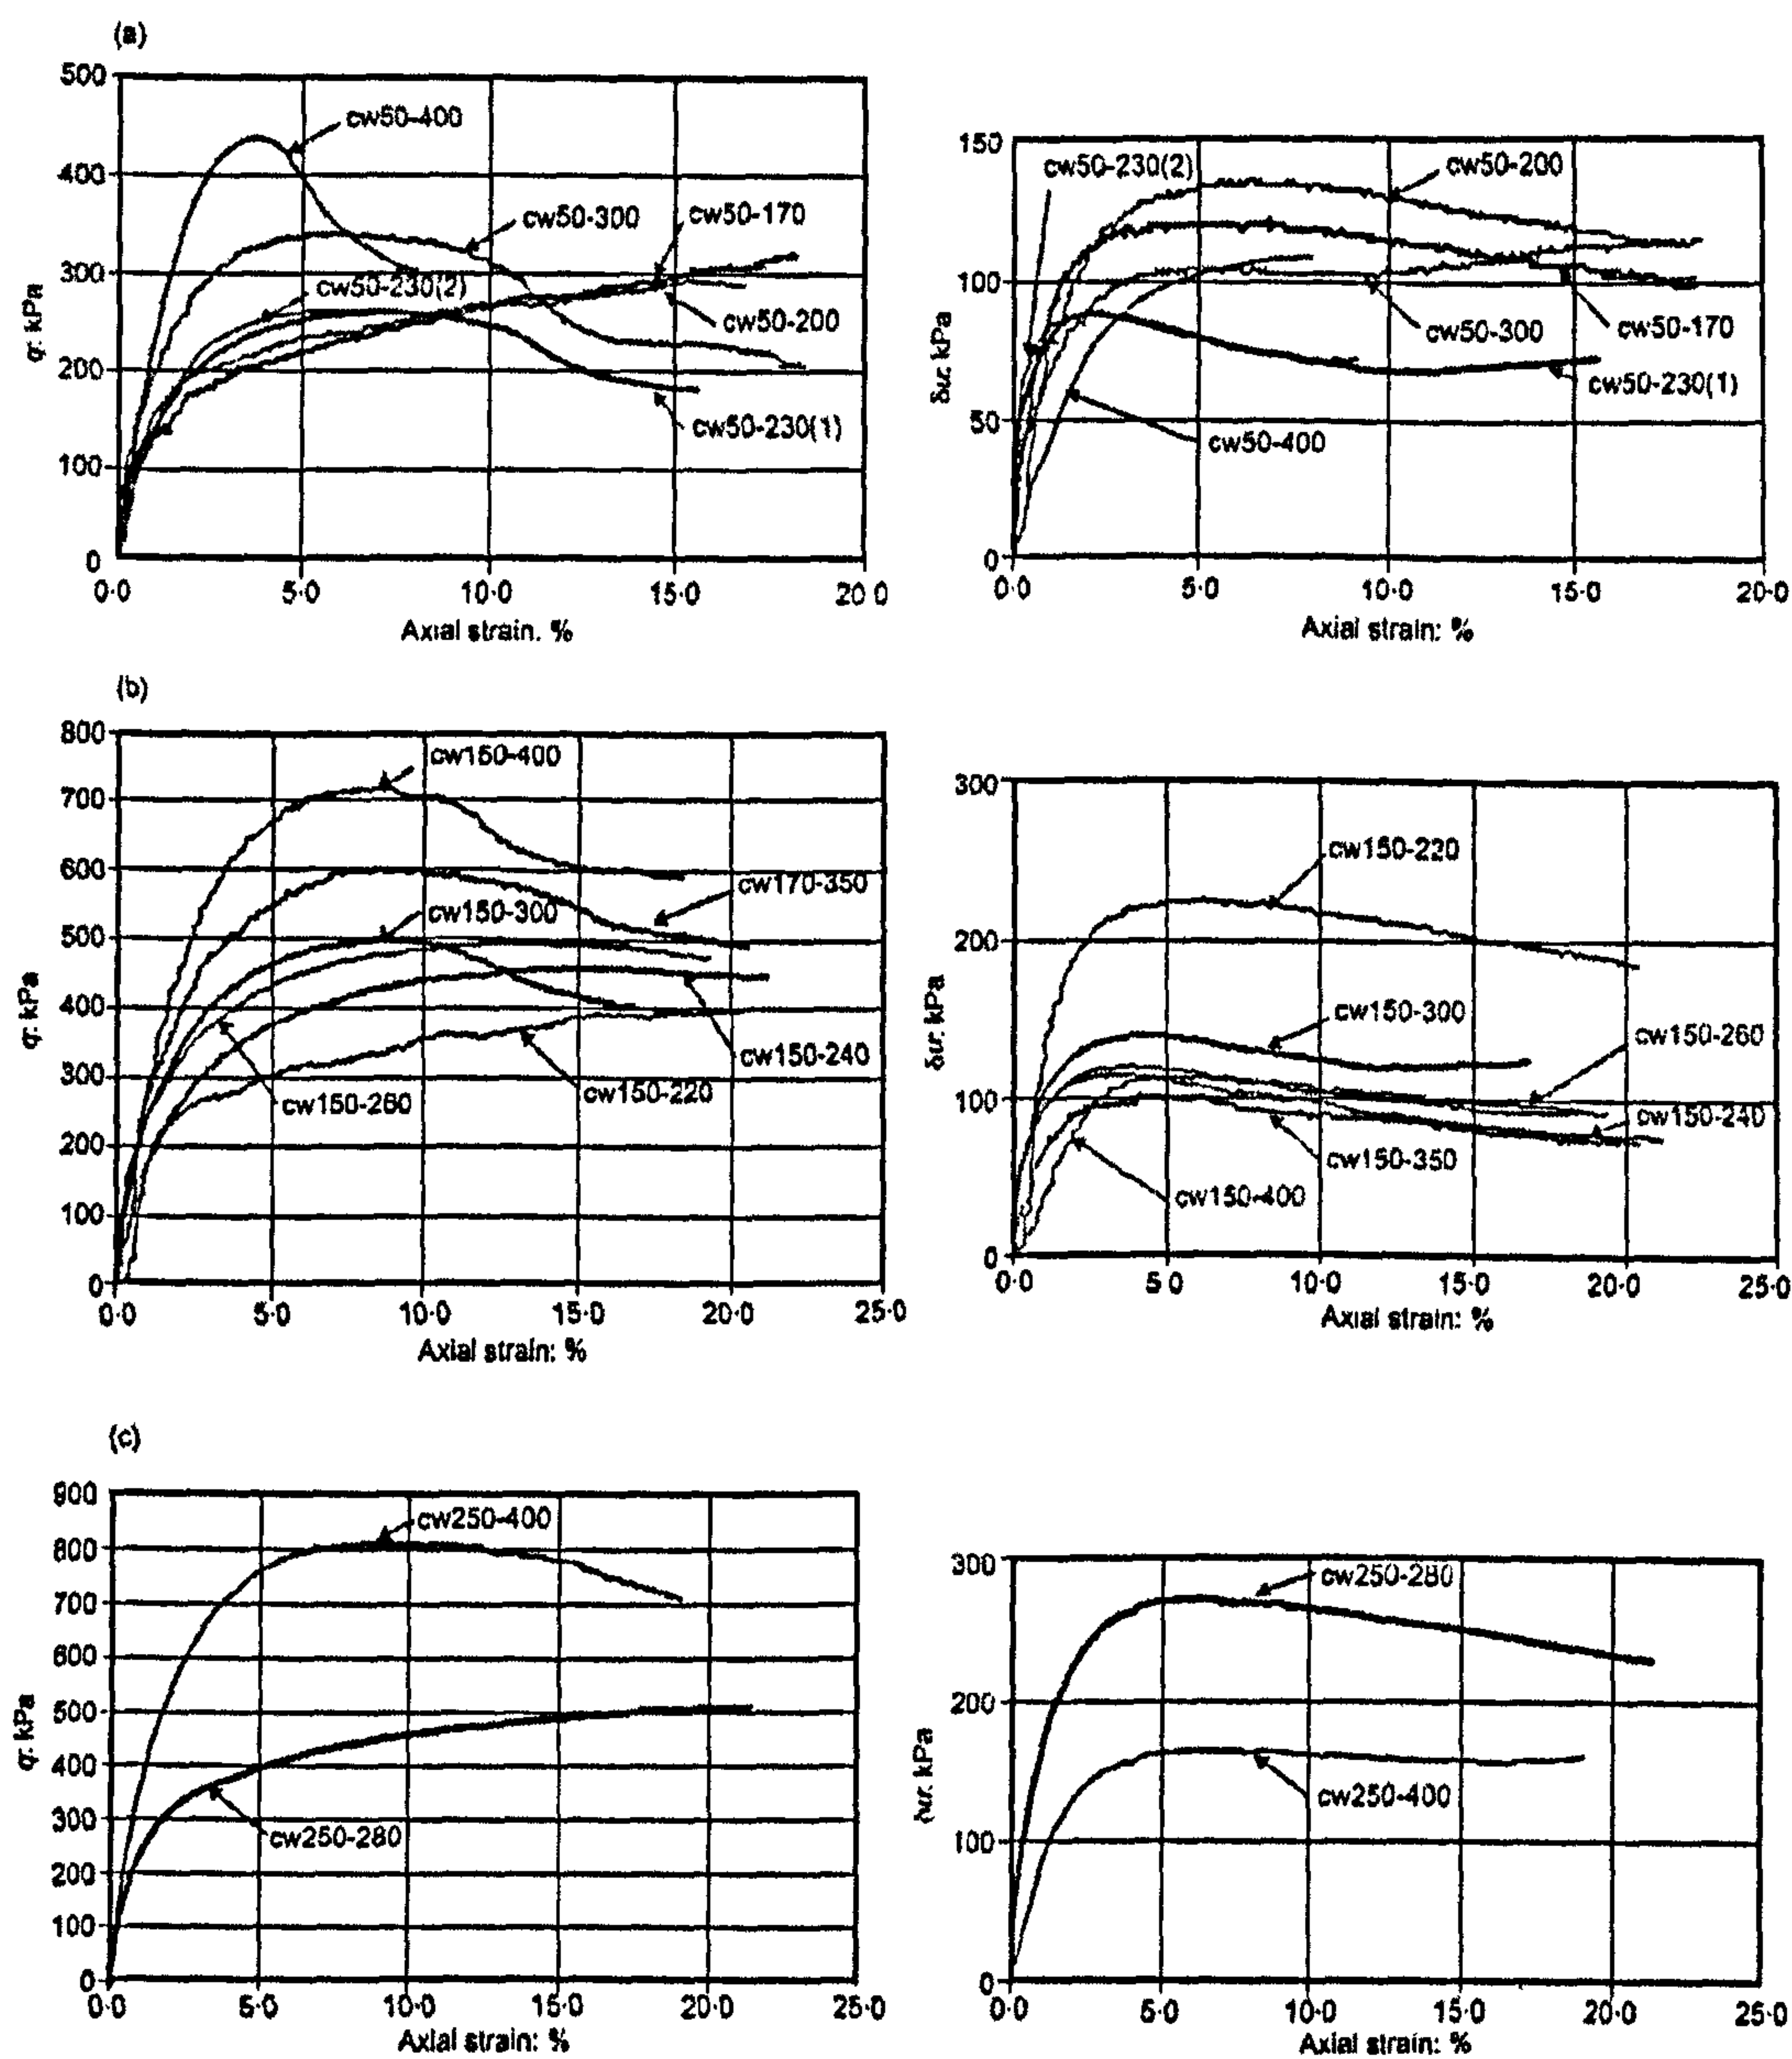 (a)
500
400
300
200
100
0
q: kPa
cw50-400
cw50-300
cw50-170
cw50-230(2)
cw50-200
cw50-230(1)
0·0 5·0 10·0 15·0 20 0
Axial strain. %
150
100
50
0
δu: kPa
cw50-230(2)
cw50-200
cw50-300
cw50-170
cw50-230(1)
cw50-400
0·0 5·0 10·0 15·0 20·0
Axial strain: %
(b)
800
700
600
500
400
300
200
100
0
q: kPa
cw150-400
cw170-350
cw150-300
cw150-240
cw150-220
cw150-260
0·0 5·0 10·0 15·0 20·0 25·0
Axial strain: %
300
200
100
0
δu: kPa
cw150-220
cw150-300
cw150-260
cw150-240
cw150-350
cw150-400
0·0 5·0 10·0 15·0 20·0 25·0
Axial strain: %
(c)
900
800
700
600
500
400
300
200
100
0
q: kPa
cw250-400
cw250-280
0·0 5·0 10·0 15·0 20·0 25·0
Axial strain: %
300
200
100
0
δu: kPa
cw250-280
cw250-400
0·0 5·0 10·0 15·0 20·0 25·0
Axial strain: %